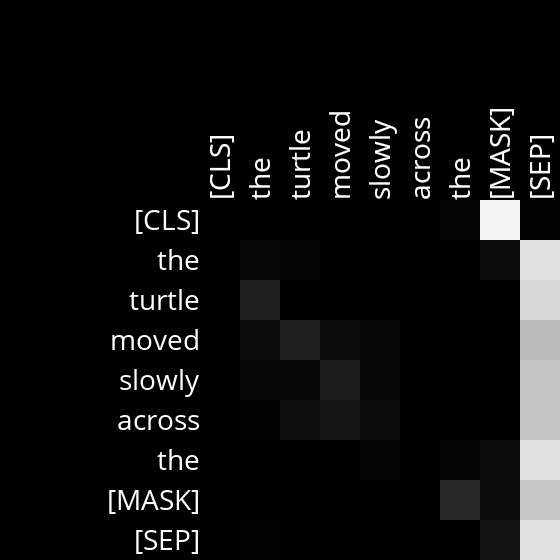 [CLS] the turtle moved slowly across the [MASK] [SEP]
[CLS]
the
turtle
moved
slowly
across
the
[MASK]
[SEP]